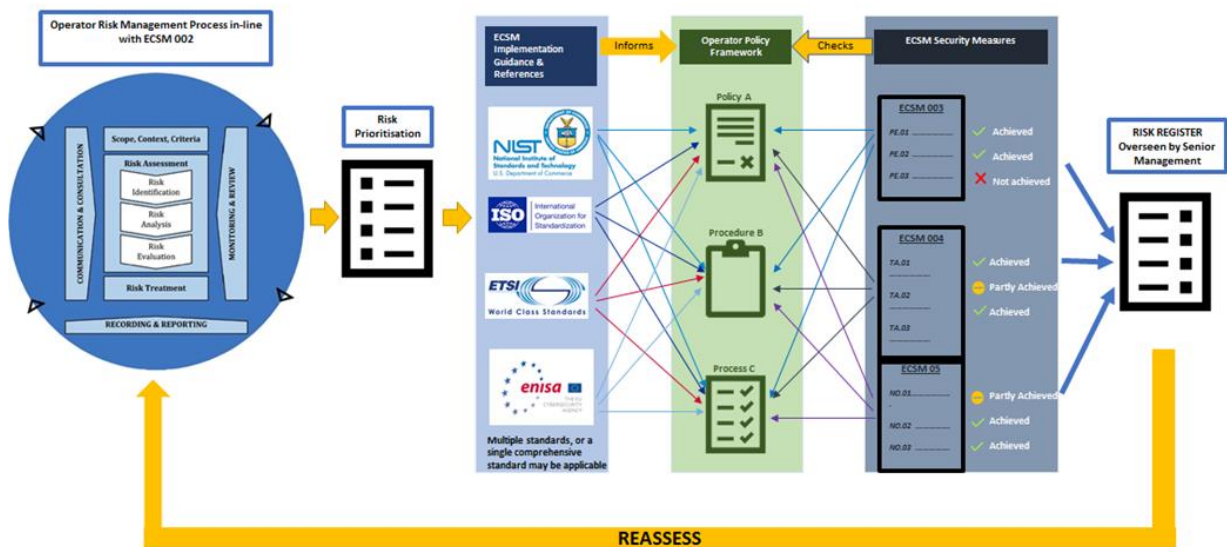 Operator Risk Management Process in-line
with ECSM 002
COMMUNICATION & CONSULTATION
Scope, Context, Criteria
Risk Assessment
Risk
Identification
Risk
Analysis
Risk
Evaluation
Risk Treatment
MONITORING & REVIEW
RECORDING & REPORTING
Risk
Prioritisation
ECSM
Implementation
Guidance &
References
Informs
Operator Policy
Framework
Checks
ECSM Security Measures
NIST
National Institute of
Standards and Technology
U.S. Department of Commerce
ISO
International
Organization for
Standardization
ETSI
World Class Standards
enisa
THE EU
CYBERSECURITY
AGENCY
Multiple standards, or a
single comprehensive
standard may be applicable
Policy A
Procedure B
Process C
ECSM 003
PE.01 ..................... Achieved
PE.02 ..................... Achieved
PE.03 ..................... Not achieved
ECSM 004
TA.01 Achieved
.....................
TA.02 Partly Achieved
..................... Achieved
TA.03
.....................
ECSM 05
NO.01..................... Partly Achieved
.
NO.02 ................... Achieved
NO.03 ................... Achieved
RISK REGISTER
Overseen by Senior
Management
REASSESS